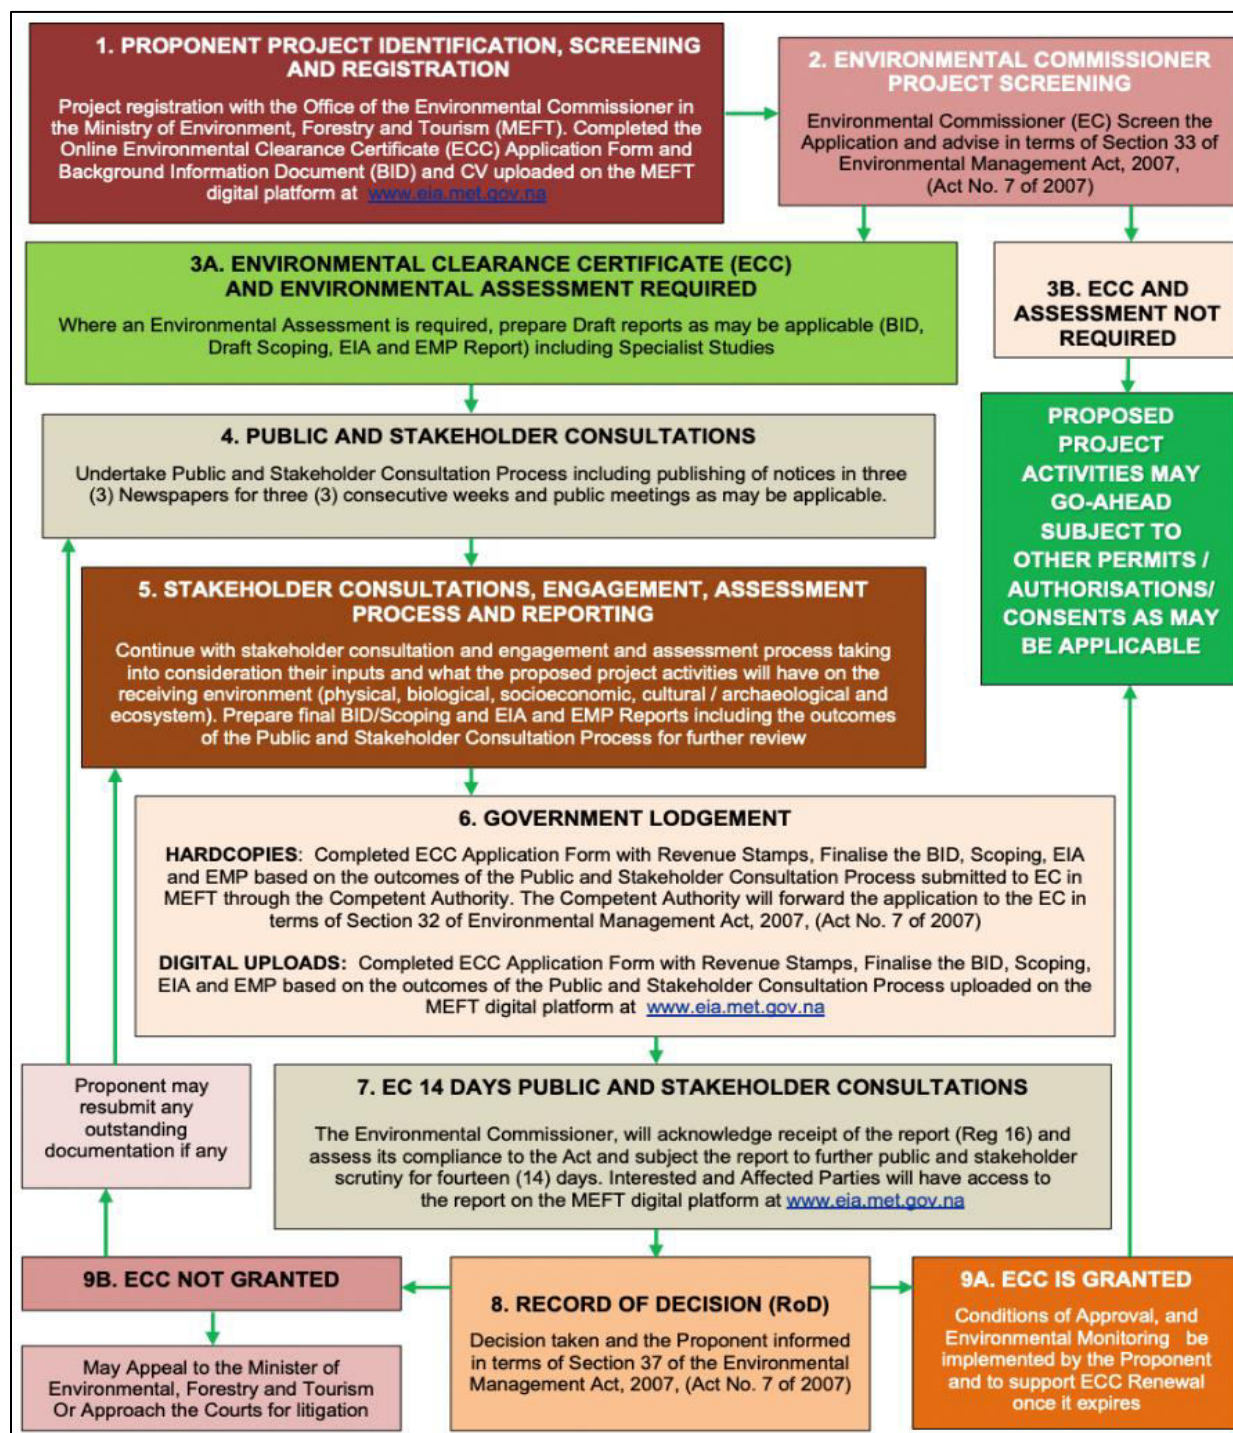 1. PROPONENT PROJECT IDENTIFICATION, SCREENING
AND REGISTRATION
Project registration with the Office of the Environmental Commissioner in
the Ministry of Environment, Forestry and Tourism (MEFT). Completed the
Online Environmental Clearance Certificate (ECC) Application Form and
Background Information Document (BID) and CV uploaded on the MEFT
digital platform at www.eia.met.gov.na
2. ENVIRONMENTAL COMMISSIONER
PROJECT SCREENING
Environmental Commissioner (EC) Screen the
Application and advise in terms of Section 33 of
Environmental Management Act, 2007,
(Act No. 7 of 2007)
3A. ENVIRONMENTAL CLEARANCE CERTIFICATE (ECC)
AND ENVIRONMENTAL ASSESSMENT REQUIRED
Where an Environmental Assessment is required, prepare Draft reports as may be applicable (BID,
Draft Scoping, EIA and EMP Report) including Specialist Studies
3B. ECC AND
ASSESSMENT NOT
REQUIRED
PROPOSED
PROJECT
ACTIVITIES MAY
GO-AHEAD
SUBJECT TO
OTHER PERMITS /
AUTHORISATIONS/
CONSENTS AS MAY
BE APPLICABLE
4. PUBLIC AND STAKEHOLDER CONSULTATIONS
Undertake Public and Stakeholder Consultation Process including publishing of notices in three
(3) Newspapers for three (3) consecutive weeks and public meetings as may be applicable.
5. STAKEHOLDER CONSULTATIONS, ENGAGEMENT, ASSESSMENT
PROCESS AND REPORTING
Continue with stakeholder consultation and engagement and assessment process taking
into consideration their inputs and what the proposed project activities will have on the
receiving environment (physical, biological, socioeconomic, cultural / archaeological and
ecosystem). Prepare final BID/Scoping and EIA and EMP Reports including the outcomes
of the Public and Stakeholder Consultation Process for further review
6. GOVERNMENT LODGEMENT
HARDCOPIES: Completed ECC Application Form with Revenue Stamps, Finalise the BID, Scoping, EIA
and EMP based on the outcomes of the Public and Stakeholder Consultation Process submitted to EC in
MEFT through the Competent Authority. The Competent Authority will forward the application to the EC in
terms of Section 32 of Environmental Management Act, 2007, (Act No. 7 of 2007)
DIGITAL UPLOADS: Completed ECC Application Form with Revenue Stamps, Finalise the BID, Scoping,
EIA and EMP based on the outcomes of the Public and Stakeholder Consultation Process uploaded on the
MEFT digital platform at www.eia.met.gov.na
Proponent may
resubmit any
outstanding
documentation if any
7. EC 14 DAYS PUBLIC AND STAKEHOLDER CONSULTATIONS
The Environmental Commissioner, will acknowledge receipt of the report (Reg 16) and
assess its compliance to the Act and subject the report to further public and stakeholder
scrutiny for fourteen (14) days. Interested and Affected Parties will have access to
the report on the MEFT digital platform at www.eia.met.gov.na
9B. ECC NOT GRANTED
May Appeal to the Minister of
Environmental, Forestry and Tourism
Or Approach the Courts for litigation
8. RECORD OF DECISION (RoD)
Decision taken and the Proponent informed
in terms of Section 37 of the Environmental
Management Act, 2007, (Act No. 7 of 2007)
9A. ECC IS GRANTED
Conditions of Approval, and
Environmental Monitoring be
implemented by the Proponent
and to support ECC Renewal
once it expires